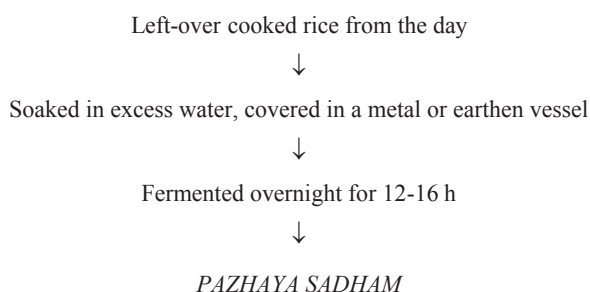 Left-over cooked rice from the day
↓
Soaked in excess water, covered in a metal or earthen vessel
↓
Fermented overnight for 12-16 h
↓
PAZHAYA SADHAM